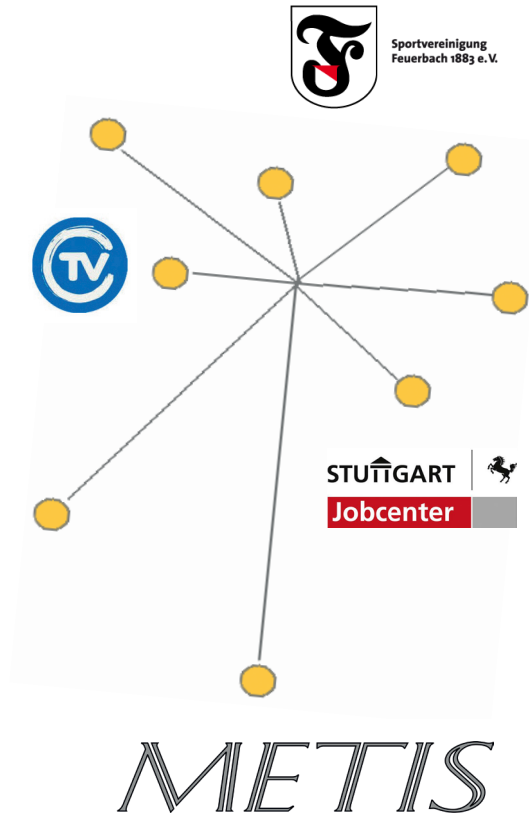 Sportvereinigung
Feuerbach 1883 e.V.
TV
STUTTGART
Jobcenter
METIS